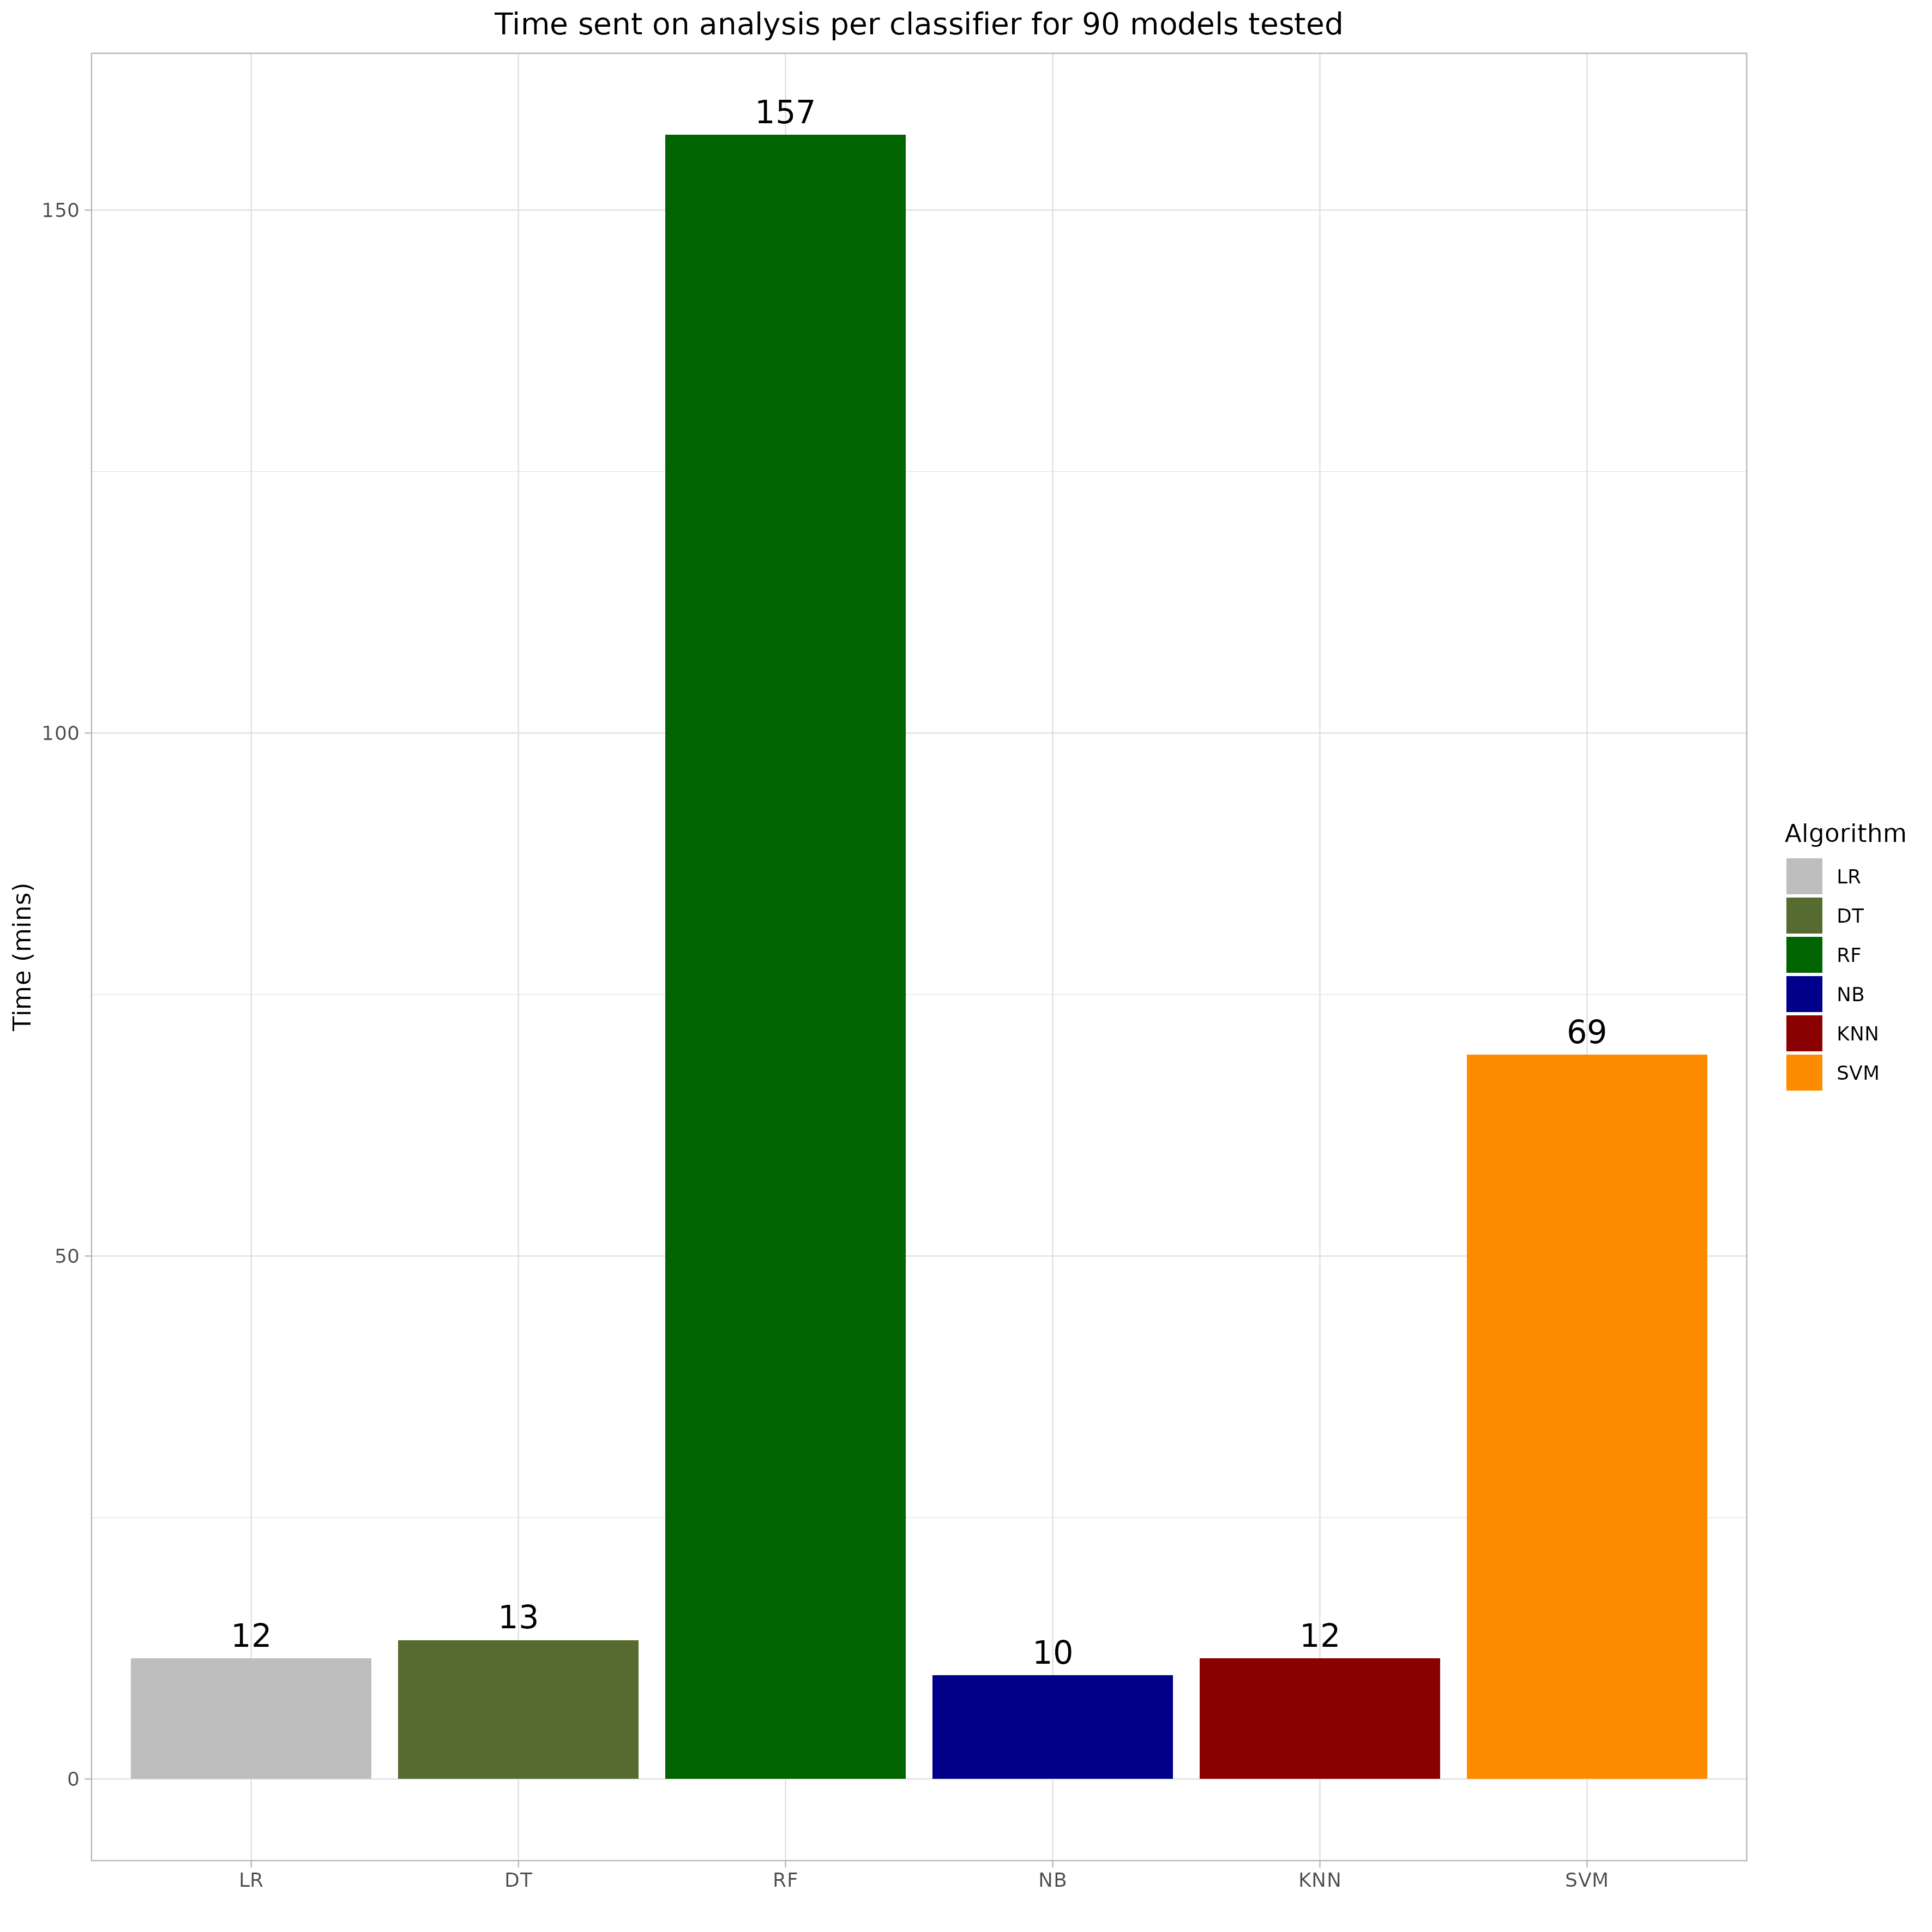 Time sent on analysis per classifier for 90 models tested
157
150
100
Time (mins)
69
50
13
12
10
12
0
LR
DT
RF
NB
KNN
SVM
Algorithm
LR
DT
RF
NB
KNN
SVM